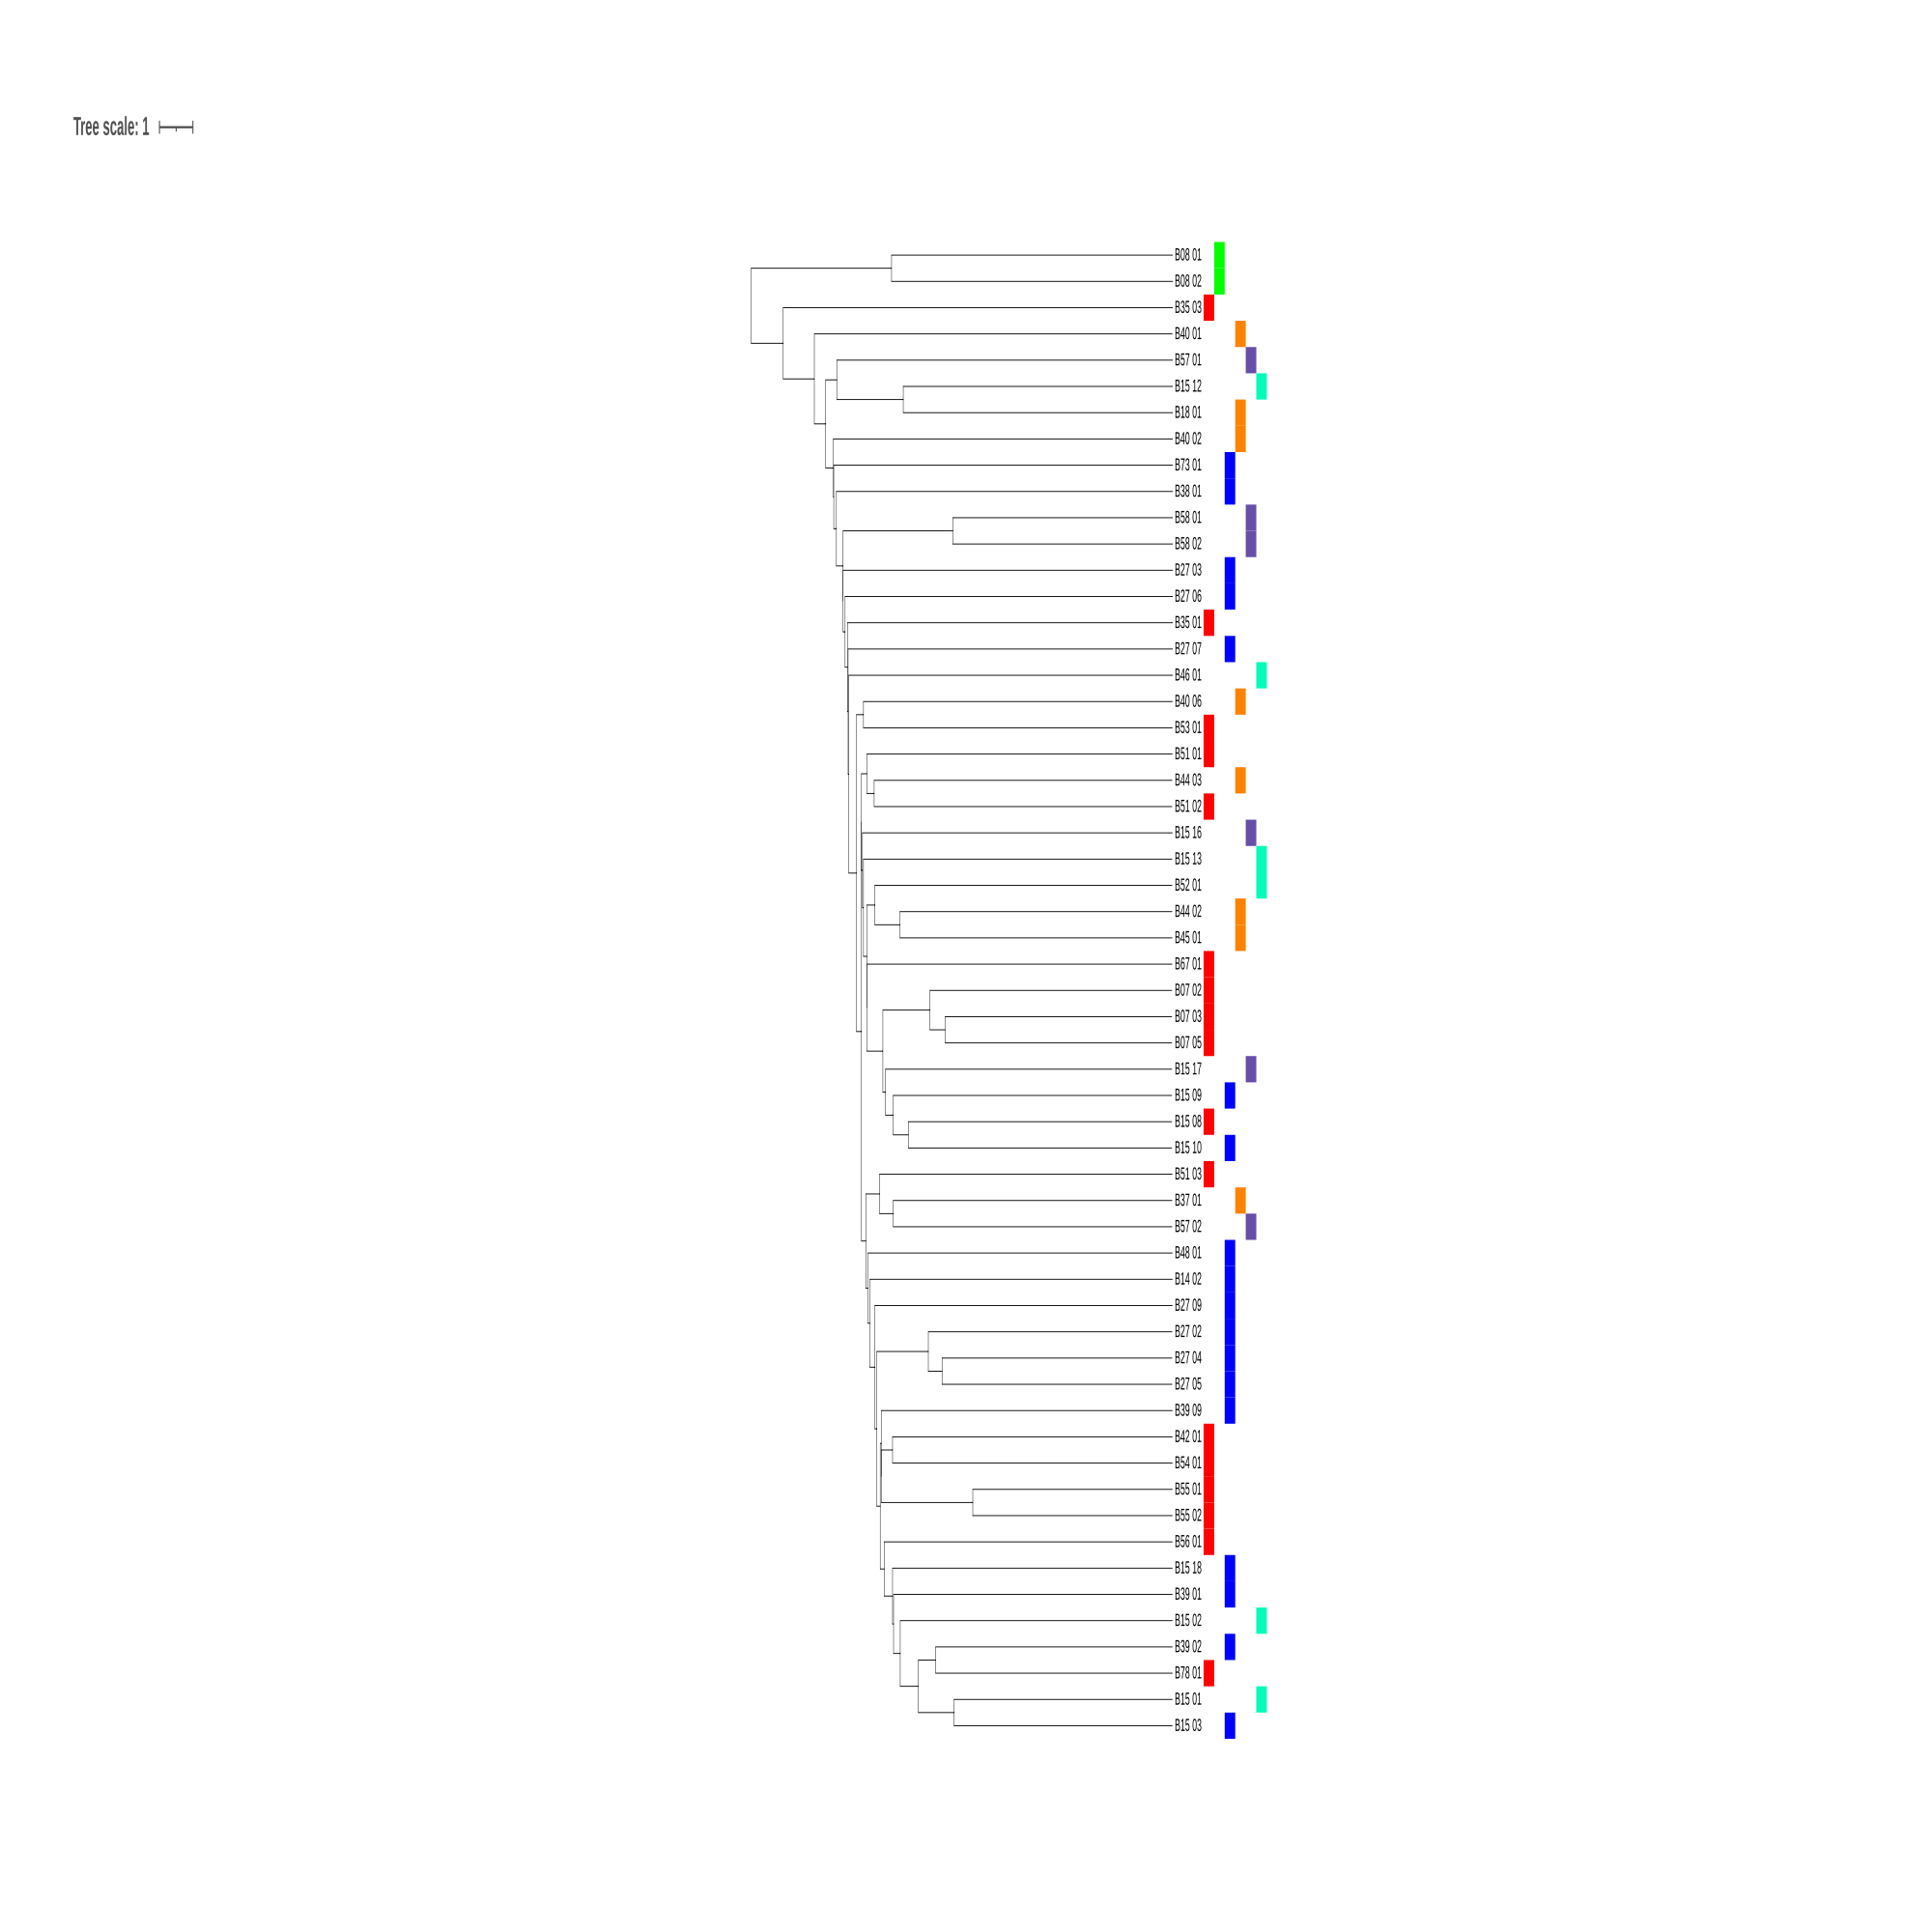 Tree scale: 1
B08 01
B08 02
B35 03
B40 01
B57 01
B15 12
B18 01
B40 02
B73 01
B38 01
B58 01
B58 02
B27 03
B27 06
B35 01
B27 07
B46 01
B40 06
B53 01
B51 01
B44 03
B51 02
B15 16
B15 13
B52 01
B44 02
B45 01
B67 01
B07 02
B07 03
B07 05
B15 17
B15 09
B15 08
B15 10
B51 03
B37 01
B57 02
B48 01
B14 02
B27 09
B27 02
B27 04
B27 05
B39 09
B42 01
B54 01
B55 01
B55 02
B56 01
B15 18
B39 01
B15 02
B39 02
B78 01
B15 01
B15 03